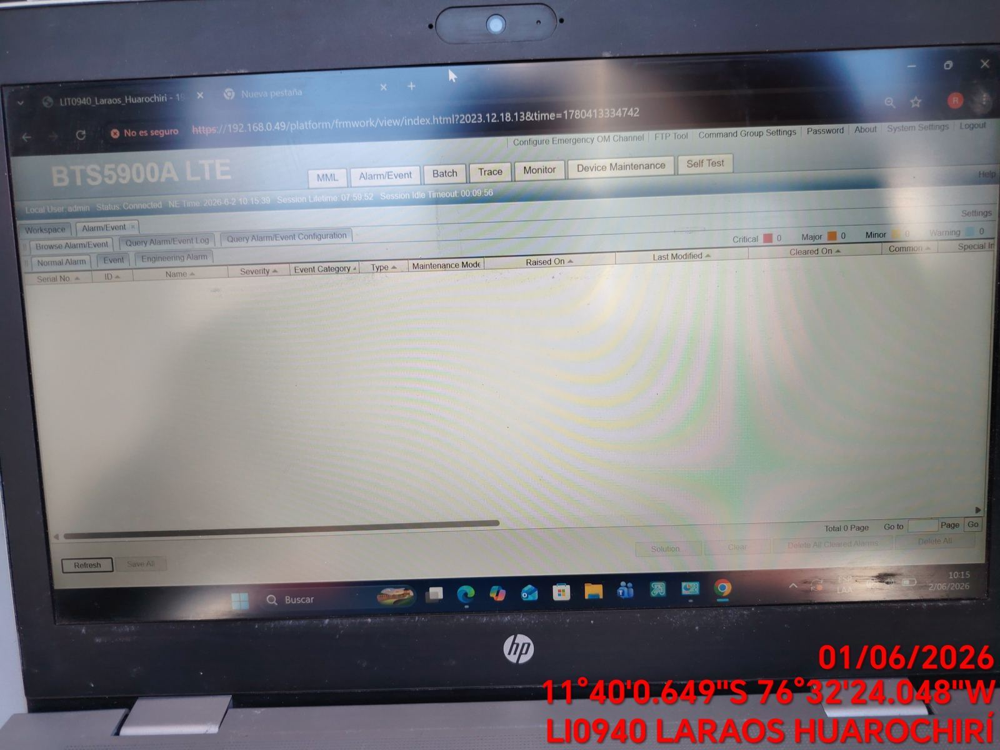 LIT0940_Laraos_Huarochiri - 19
Nueva pestaña
No es seguro
https://192.168.0.49/platform/frmwork/view/index.html?2023.12.18.13&time=1780413334742
R
Configure Emergency OM Channel | FTP Tool | Command Group Settings | Password | About | System Settings | Logout
BTS5900A LTE
MML Alarm/Event Batch Trace Monitor Device Maintenance Self Test
Help
Local User: admin Status: Connected NE Time: 2026-6-2 10:15:39 Session Lifetime: 07:59:52 Session Idle Timeout: 00:09:56
Workspace Alarm/Event
Settings
Browse Alarm/Event Query Alarm/Event Log Query Alarm/Event Configuration
Critical 0 Major 0 Minor 0 Warning 0
Normal Alarm Event Engineering Alarm
Serial No. ID Name Severity Event Category Type Maintenance Mode Raised On Last Modified Cleared On Common Special In
Total 0 Page Go to Page Go
Solution... Clear Delete All Cleared Alarms Delete All
Refresh Save All
Buscar
ESP
LAA
10:15
2/06/2026
hp
01/06/2026
11°40'0.649"S 76°32'24.048"W
LI0940 LARAOS HUAROCHIRÍ